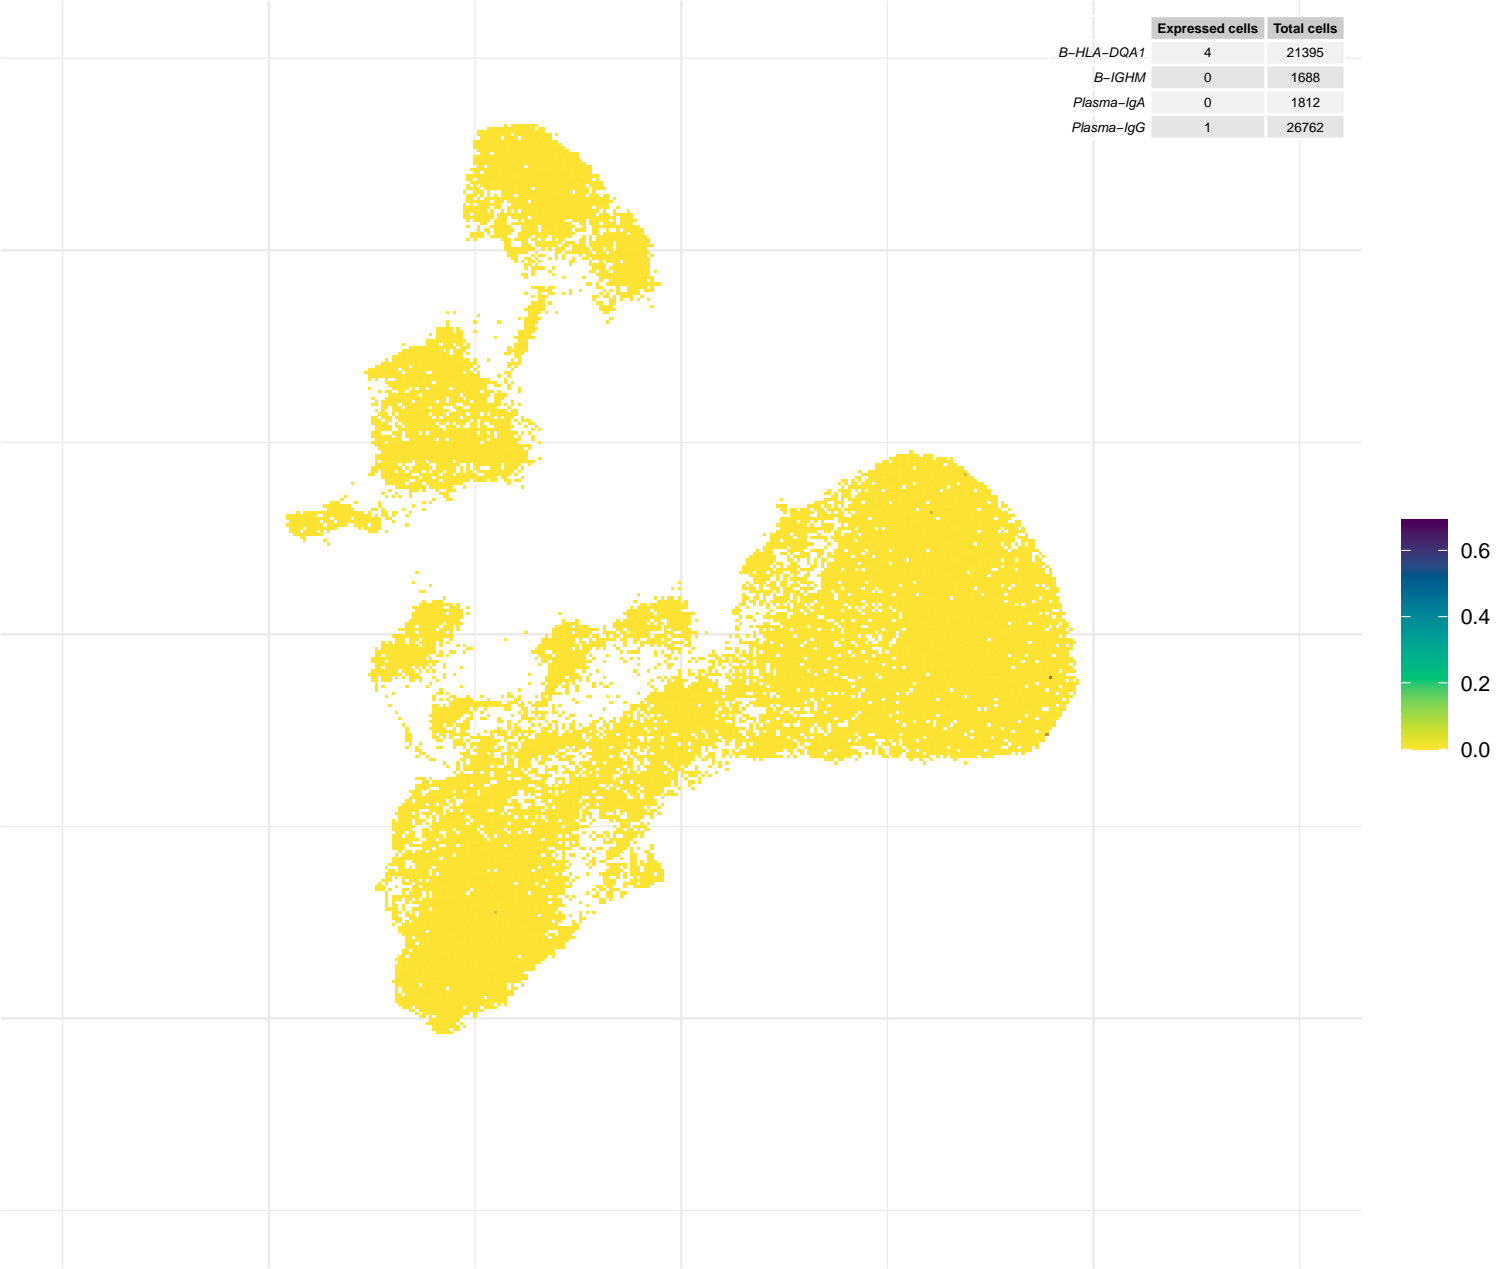 Expressed cells Total cells
B−HLA−DQA1 4 21395
B−IGHM 0 1688
Plasma−IgA 0 1812
Plasma−IgG 1 26762
0.6
0.4
0.2
0.0